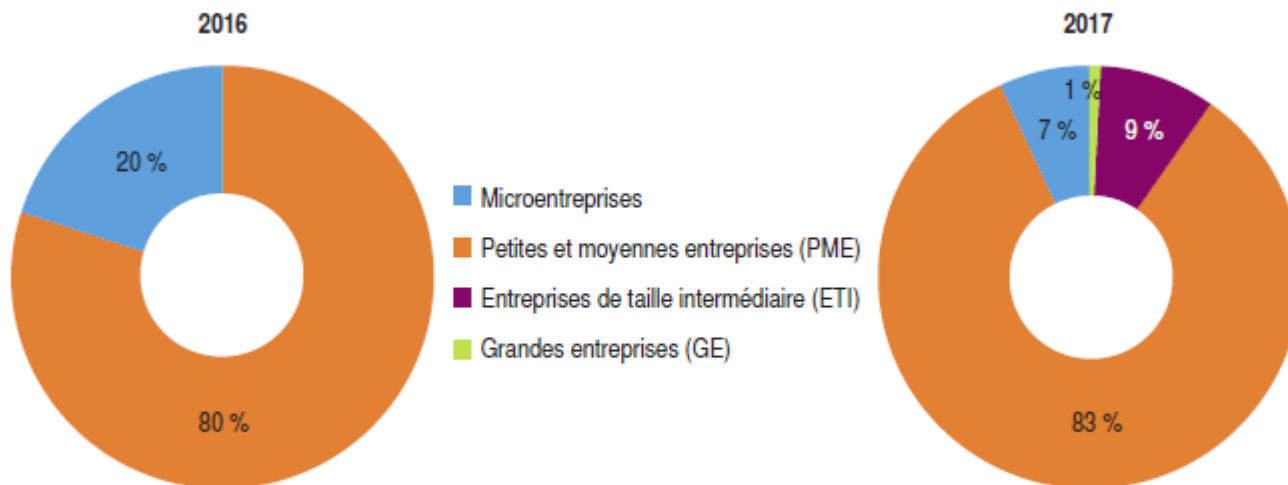 2016
2017
20 %
80 %
Microentreprises
Petites et moyennes entreprises (PME)
Entreprises de taille intermédiaire (ETI)
Grandes entreprises (GE)
1 %
7 %
9 %
83 %